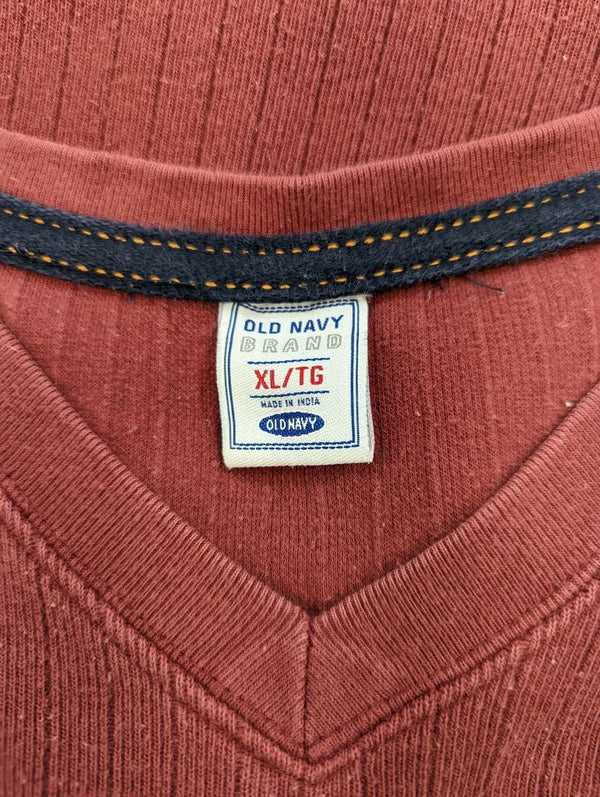 OLD NAVY
BRAND
XL/TG
MADE IN INDIA
OLD NAVY